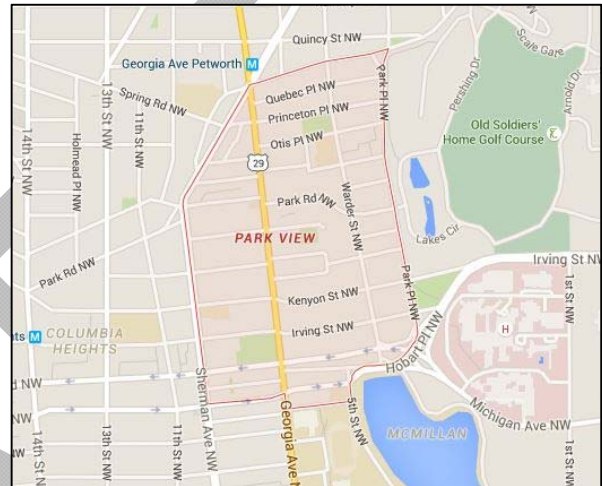 Quincy St NW
Scale Gate
Georgia Ave Petworth M
Pershing Dr
Arnold Dr
Quebec Pl NW
Park Pl NW
Spring Rd NW
Princeton Pl NW
14th St NW
13th St NW
11th St NW
Holmead Pl NW
Otis Pl NW
Old Soldiers'
Home Golf Course
29
Park Rd NW
Warder St NW
PARK VIEW
Lakes Cir
Park Rd NW
Irving St NW
Park Pl NW
1st St NW
Kenyon St NW
Irving St NW
H
M
COLUMBIA
HEIGHTS
Hobart Pl NW
NW
Sherman Ave NW
Georgia Ave N
5th St NW
MCMILLAN
Michigan Ave NW
NW
14th St NW
13th St NW
11th St NW
1st St NW